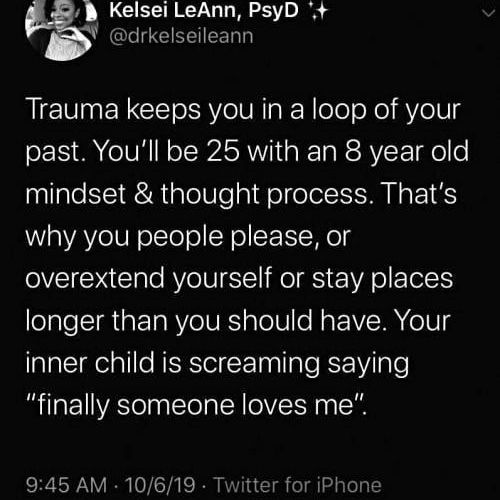 Kelsei LeAnn, PsyD
@drkelseileann
Trauma keeps you in a loop of your
past. You'll be 25 with an 8 year old
mindset & thought process. That's
why you people please, or
overextend yourself or stay places
longer than you should have. Your
inner child is screaming saying
"finally someone loves me".
9:45 AM · 10/6/19 · Twitter for iPhone